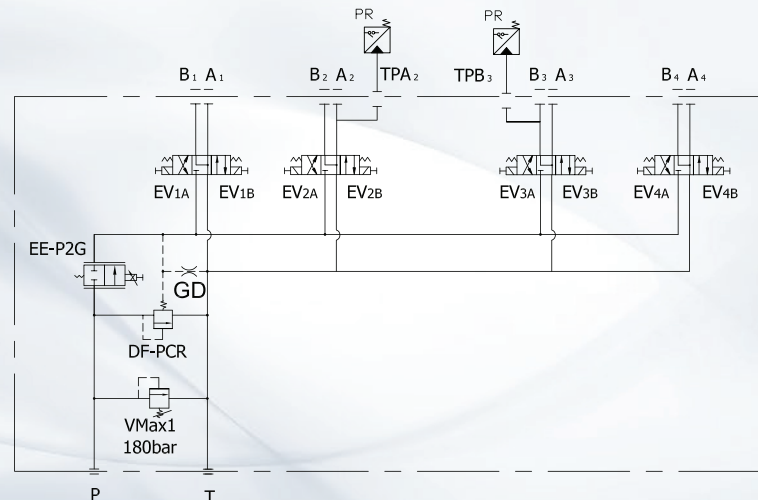 PR PR
TPA2 TPB3
B1 A1 B2 A2 B3 A3 B4 A4
EV1A EV1B EV2A EV2B EV3A EV3B EV4A EV4B
EE-P2G
GD
DF-PCR
VMax1
180bar
P T